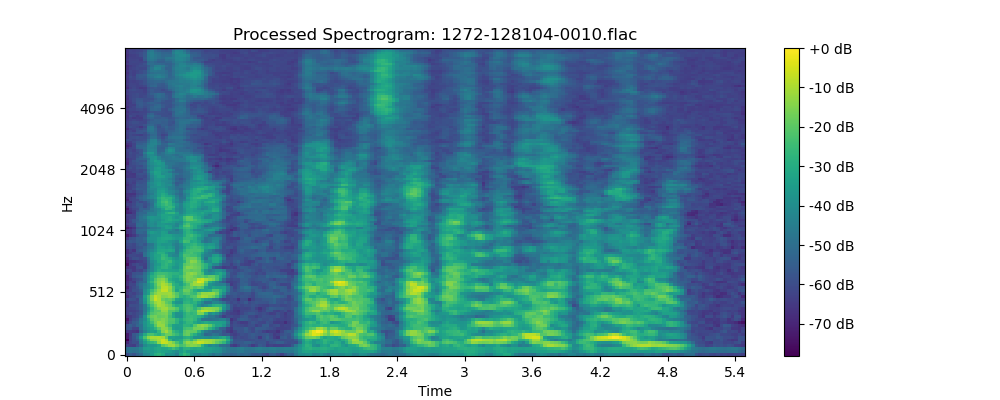 Processed Spectrogram: 1272-128104-0010.flac
+0 dB
-10 dB
-20 dB
-30 dB
-40 dB
-50 dB
-60 dB
-70 dB
4096
2048
1024
512
0
Hz
0 0.6 1.2 1.8 2.4 3 3.6 4.2 4.8 5.4
Time